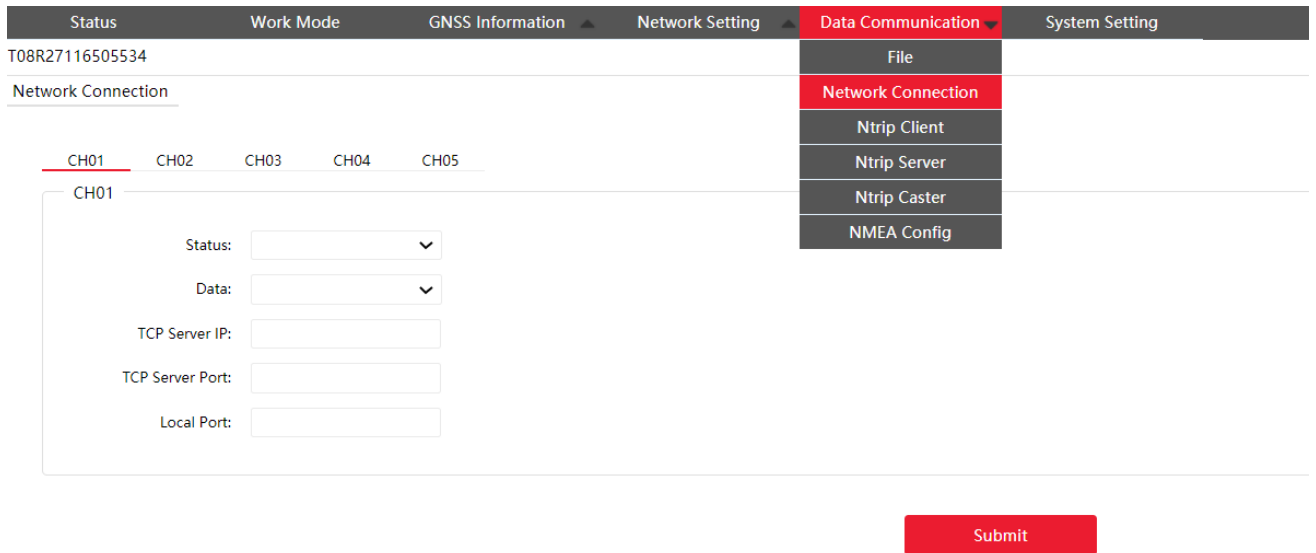 Status Work Mode GNSS Information Network Setting Data Communication System Setting
T08R27116505534
File
Network Connection
Network Connection
Ntrip Client
Ntrip Server
Ntrip Caster
NMEA Config
CH01 CH02 CH03 CH04 CH05
CH01
Status:
Data:
TCP Server IP:
TCP Server Port:
Local Port:
Submit